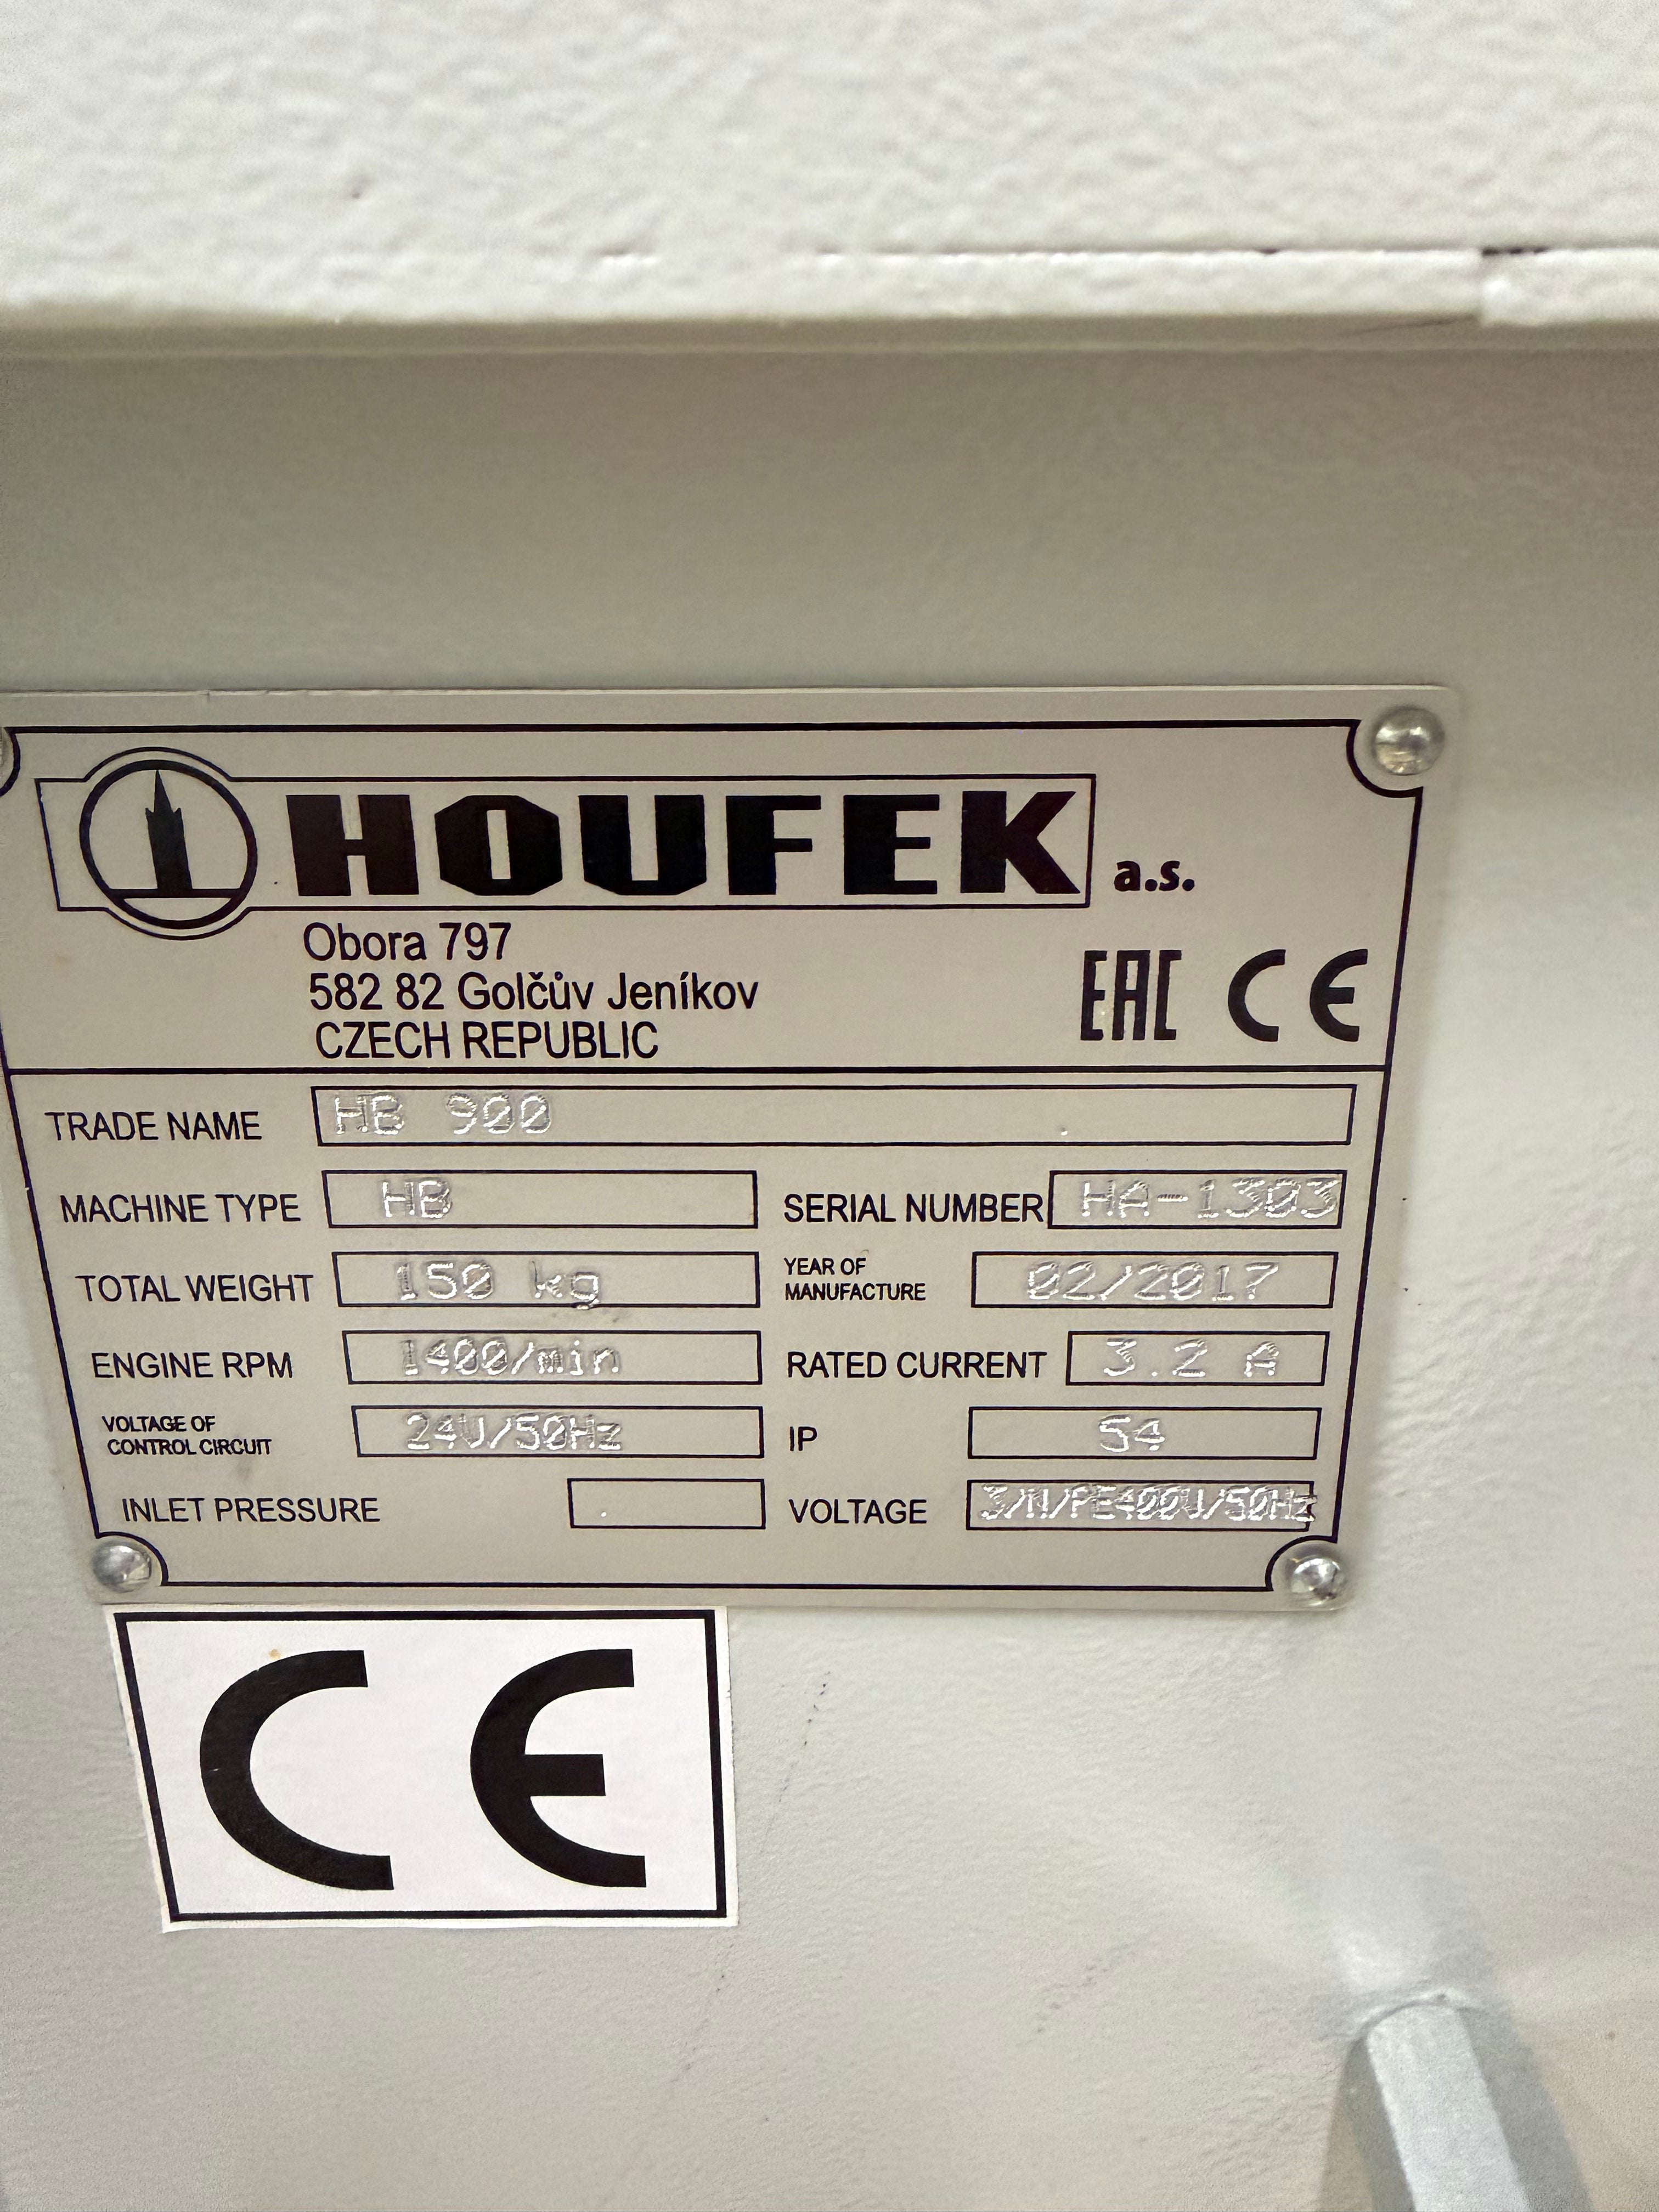 HOUFEK a.s.
Obora 797
582 82 Golčův Jeníkov
CZECH REPUBLIC
EAC CE
TRADE NAME HB 900
MACHINE TYPE HB SERIAL NUMBER HA-1303
TOTAL WEIGHT 150 kg YEAR OF MANUFACTURE 02/2017
ENGINE RPM 1400/min RATED CURRENT 3.2 A
VOLTAGE OF CONTROL CIRCUIT 24V/50Hz IP 54
INLET PRESSURE VOLTAGE 3/N/PE400V/50Hz
CE